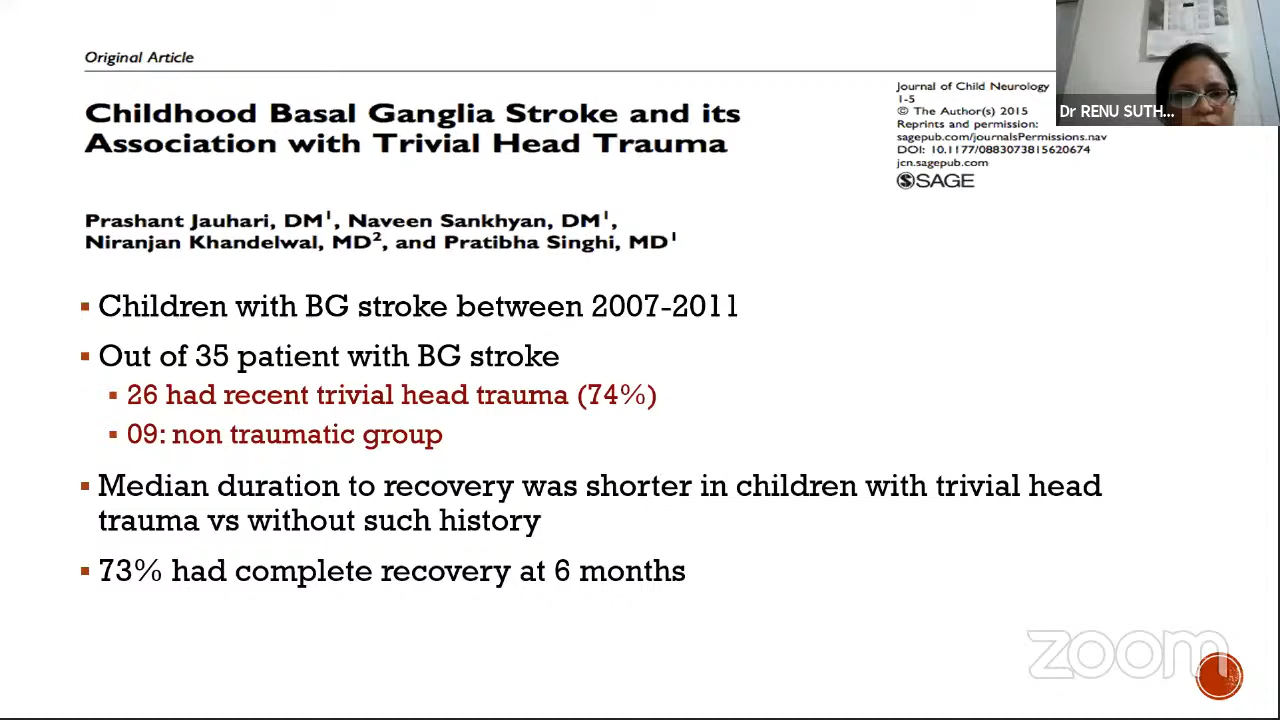 Original Article
Childhood Basal Ganglia Stroke and its
Association with Trivial Head Trauma
Journal of Child Neurology
1-5
© The Author(s) 2015
Reprints and permission:
sagepub.com/journalsPermissions.nav
DOI: 10.1177/0883073815620674
jcn.sagepub.com
SAGE
Dr RENU SUTH...
Prashant Jauhari, DM1, Naveen Sankhyan, DM1,
Niranjan Khandelwal, MD2, and Pratibha Singhi, MD1
Children with BG stroke between 2007-2011
Out of 35 patient with BG stroke
26 had recent trivial head trauma (74%)
09: non traumatic group
Median duration to recovery was shorter in children with trivial head
trauma vs without such history
73% had complete recovery at 6 months
zoom